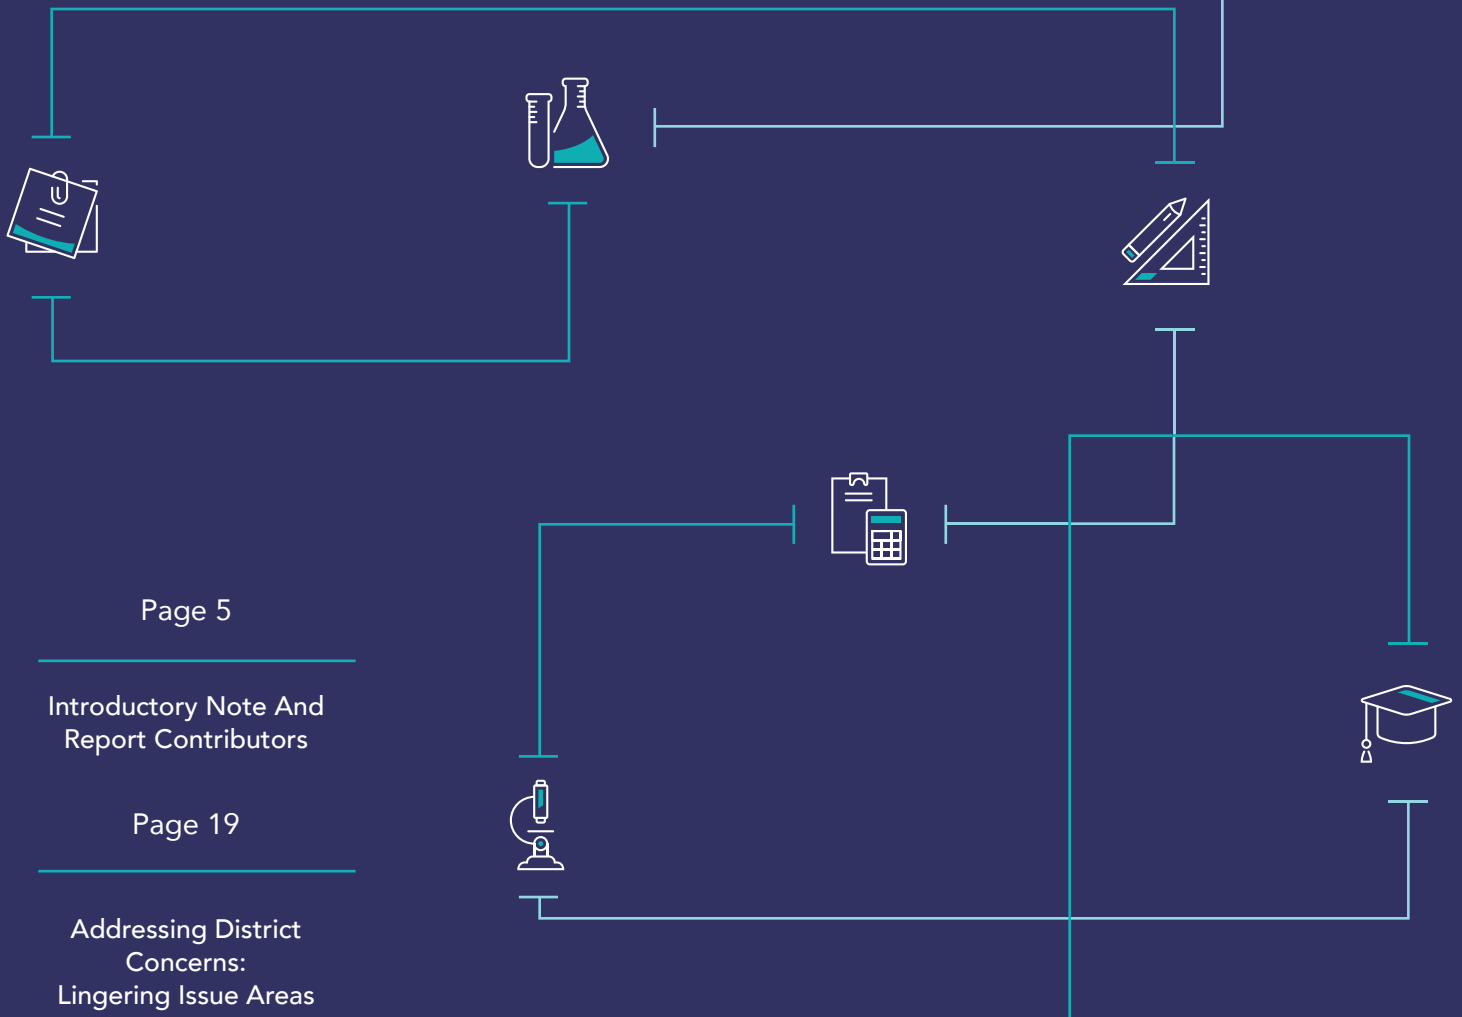 Page 5
Introductory Note And
Report Contributors
Page 19
Addressing District
Concerns:
Lingering Issue Areas